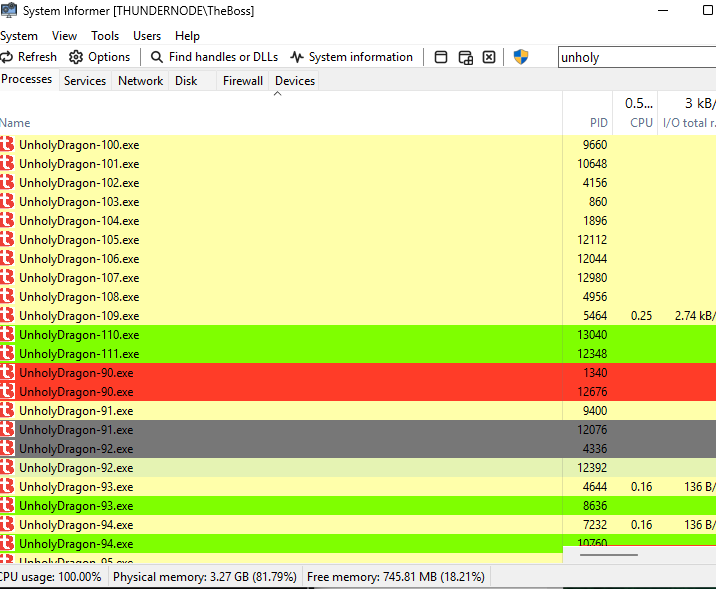 System Informer [THUNDERNODE\TheBoss]
System View Tools Users Help
Refresh Options Find handles or DLLs System information unholy
Processes Services Network Disk Firewall Devices
0.5... 3 kB/
Name PID CPU I/O total r.
UnholyDragon-100.exe 9660
UnholyDragon-101.exe 10648
UnholyDragon-102.exe 4156
UnholyDragon-103.exe 860
UnholyDragon-104.exe 1896
UnholyDragon-105.exe 12112
UnholyDragon-106.exe 12044
UnholyDragon-107.exe 12980
UnholyDragon-108.exe 4956
UnholyDragon-109.exe 5464 0.25 2.74 kB/
UnholyDragon-110.exe 13040
UnholyDragon-111.exe 12348
UnholyDragon-90.exe 1340
UnholyDragon-90.exe 12676
UnholyDragon-91.exe 9400
UnholyDragon-91.exe 12076
UnholyDragon-92.exe 4336
UnholyDragon-92.exe 12392
UnholyDragon-93.exe 4644 0.16 136 B/
UnholyDragon-93.exe 8636
UnholyDragon-94.exe 7232 0.16 136 B/
UnholyDragon-94.exe 10760
UnholyDragon-95.exe
CPU usage: 100.00% Physical memory: 3.27 GB (81.79%) Free memory: 745.81 MB (18.21%)